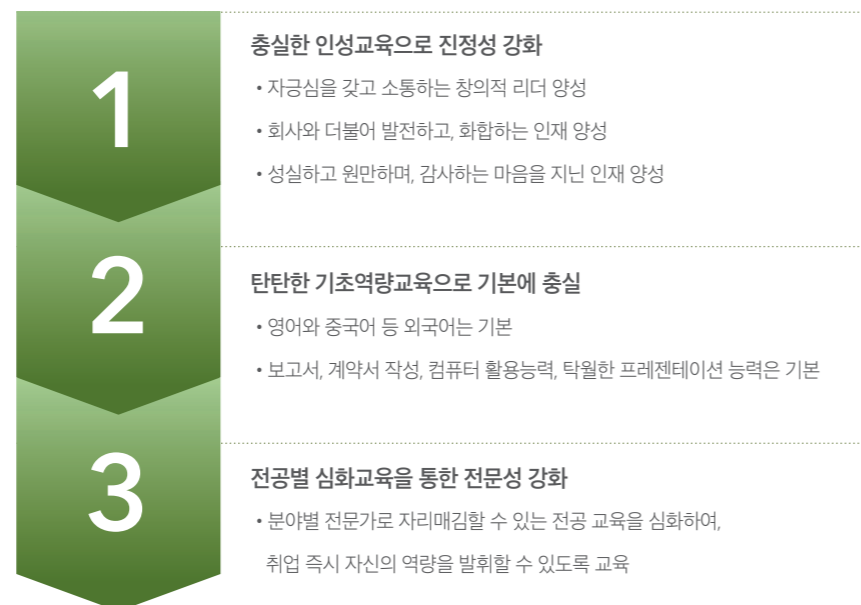 1
충실한 인성교육으로 진정성 강화
• 자긍심을 갖고 소통하는 창의적 리더 양성
• 회사와 더불어 발전하고, 화합하는 인재 양성
• 성실하고 원만하며, 감사하는 마음을 지닌 인재 양성
2
탄탄한 기초역량교육으로 기본에 충실
• 영어와 중국어 등 외국어는 기본
• 보고서, 계약서 작성, 컴퓨터 활용능력, 탁월한 프레젠테이션 능력은 기본
3
전공별 심화교육을 통한 전문성 강화
• 분야별 전문가로 자리매김할 수 있는 전공 교육을 심화하여,
취업 즉시 자신의 역량을 발휘할 수 있도록 교육